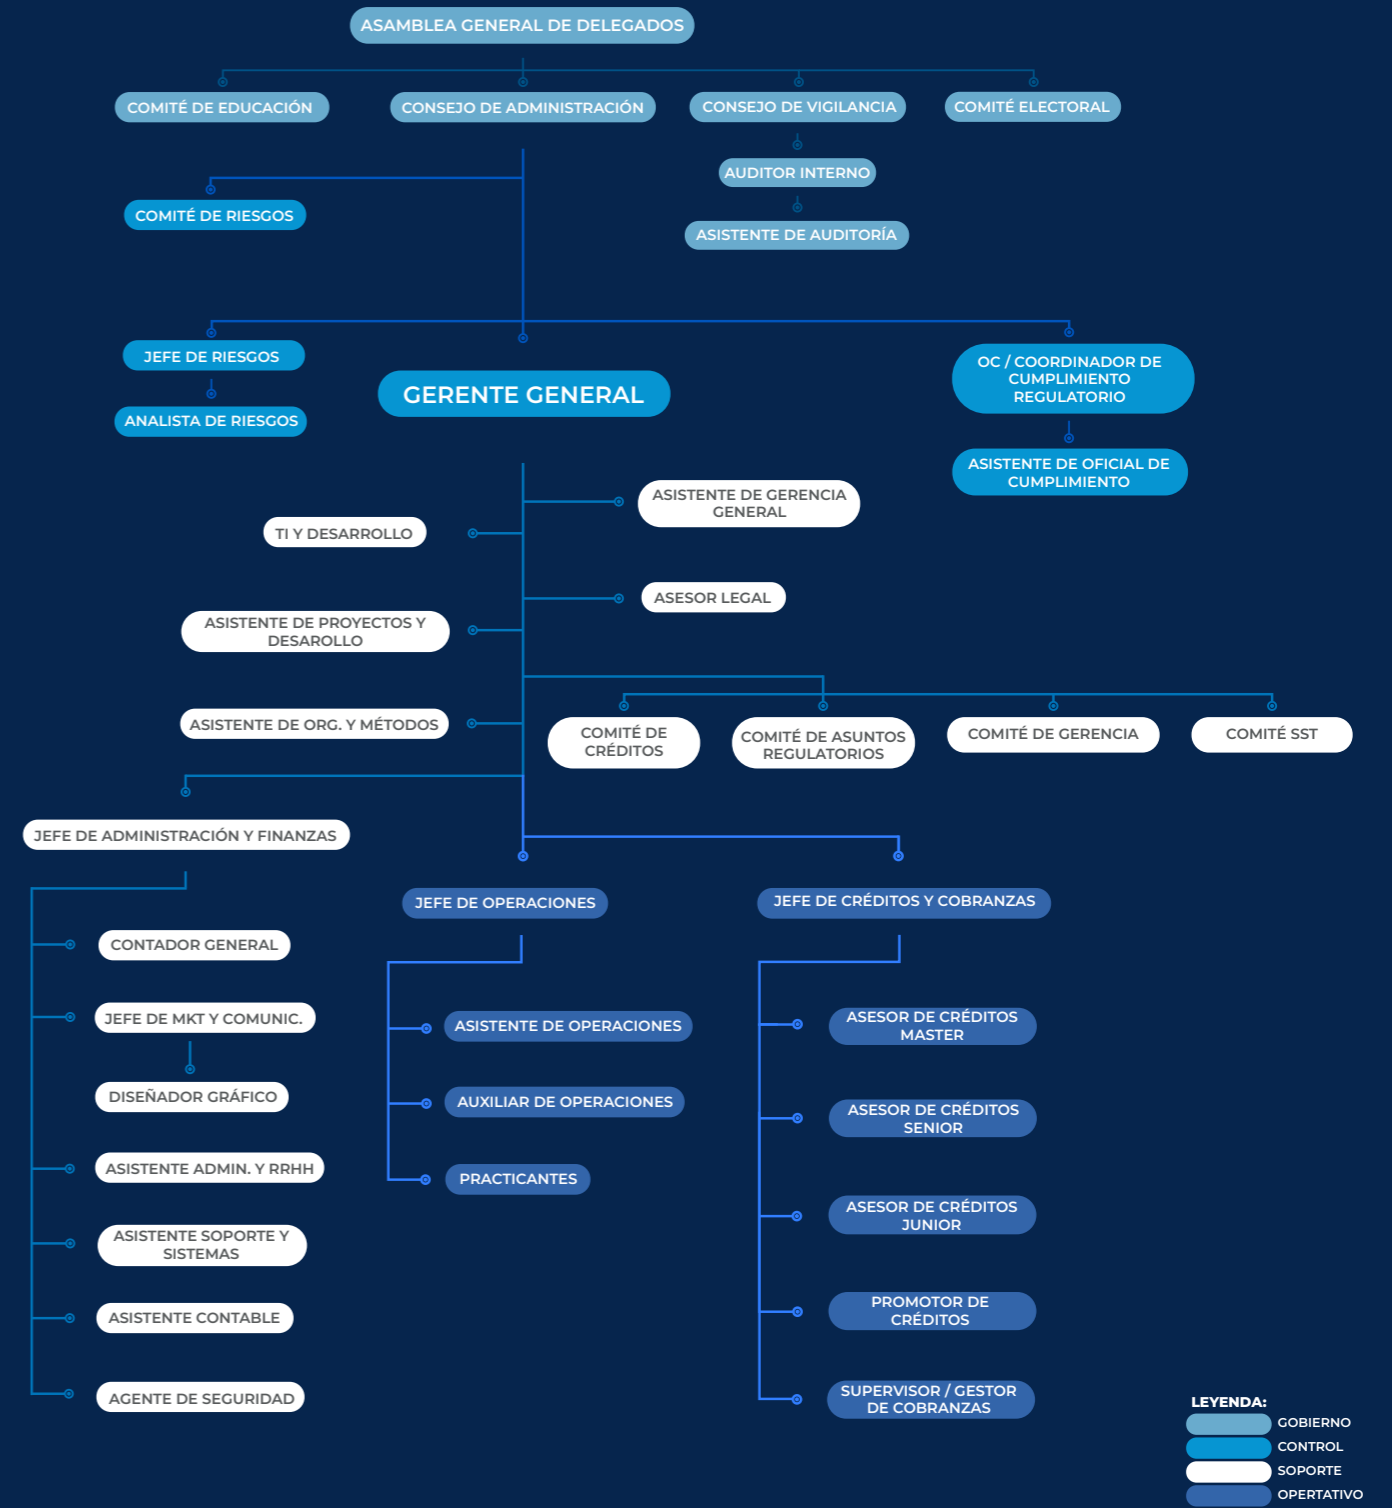 ASAMBLEA GENERAL DE DELEGADOS
COMITÉ DE EDUCACIÓN
CONSEJO DE ADMINISTRACIÓN
CONSEJO DE VIGILANCIA
COMITÉ ELECTORAL
AUDITOR INTERNO
COMITÉ DE RIESGOS
ASISTENTE DE AUDITORÍA
JEFE DE RIESGOS
GERENTE GENERAL
OC / COORDINADOR DE
CUMPLIMIENTO
REGULATORIO
ANALISTA DE RIESGOS
ASISTENTE DE OFICIAL DE
CUMPLIMIENTO
ASISTENTE DE GERENCIA
GENERAL
TI Y DESARROLLO
ASESOR LEGAL
ASISTENTE DE PROYECTOS Y
DESAROLLO
ASISTENTE DE ORG. Y MÉTODOS
COMITÉ DE
CRÉDITOS
COMITÉ DE ASUNTOS
REGULATORIOS
COMITÉ DE GERENCIA
COMITÉ SST
JEFE DE ADMINISTRACIÓN Y FINANZAS
JEFE DE OPERACIONES
JEFE DE CRÉDITOS Y COBRANZAS
CONTADOR GENERAL
JEFE DE MKT Y COMUNIC.
DISEÑADOR GRÁFICO
ASISTENTE ADMIN. Y RRHH
ASISTENTE SOPORTE Y
SISTEMAS
ASISTENTE CONTABLE
AGENTE DE SEGURIDAD
ASISTENTE DE OPERACIONES
AUXILIAR DE OPERACIONES
PRACTICANTES
ASESOR DE CRÉDITOS
MASTER
ASESOR DE CRÉDITOS
SENIOR
ASESOR DE CRÉDITOS
JUNIOR
PROMOTOR DE
CRÉDITOS
SUPERVISOR / GESTOR
DE COBRANZAS
LEYENDA:
GOBIERNO
CONTROL
SOPORTE
OPERTATIVO